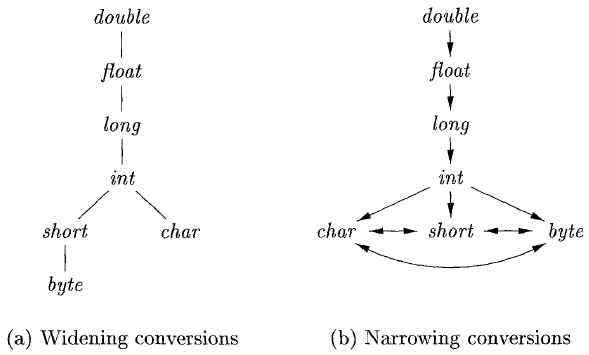 double
float
long
int
short char
byte
(a) Widening conversions
double
float
long
int
char short byte
(b) Narrowing conversions